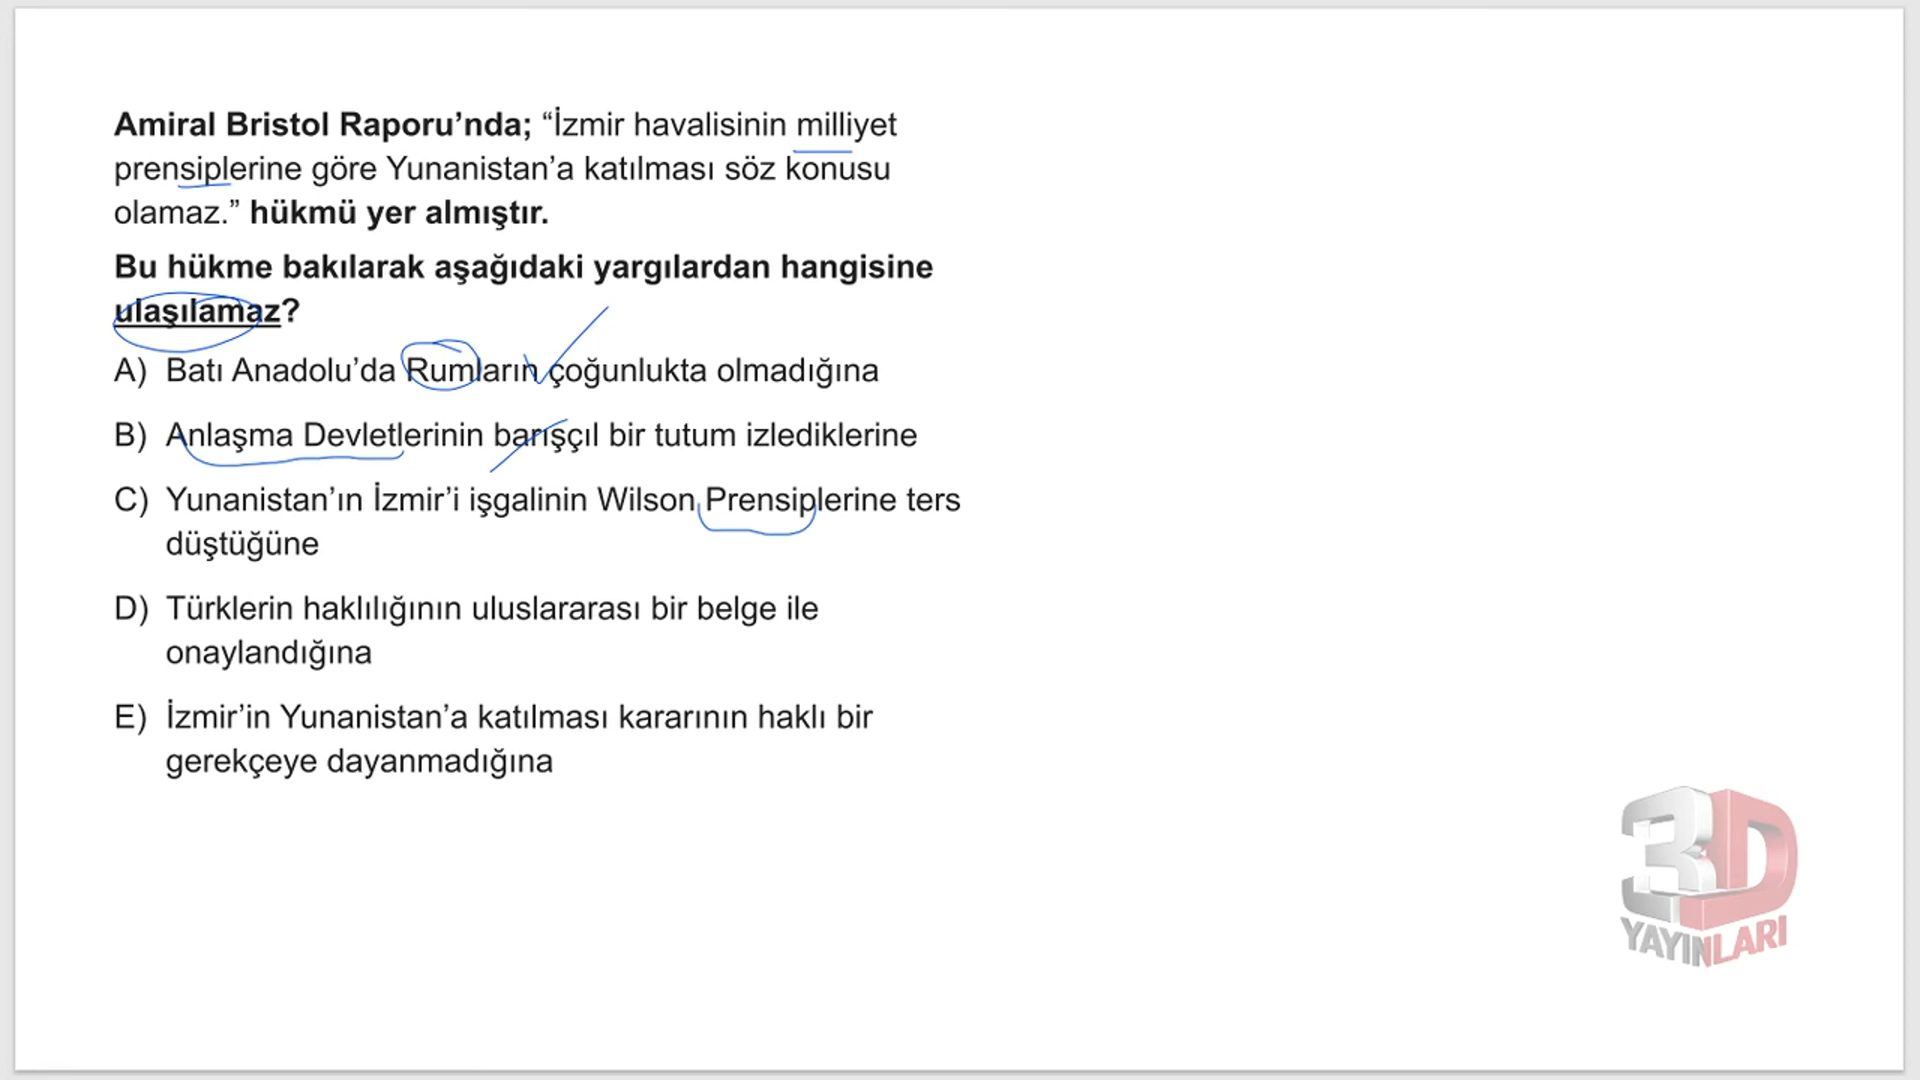 Amiral Bristol Raporu’nda; “İzmir havalisinin milliyet
prensiplerine göre Yunanistan’a katılması söz konusu
olamaz.” hükmü yer almıştır.
Bu hükme bakılarak aşağıdaki yargılardan hangisine
ulaşılamaz?
A) Batı Anadolu’da Rumların çoğunlukta olmadığına
B) Anlaşma Devletlerinin barışçıl bir tutum izlediklerine
C) Yunanistan’ın İzmir’i işgalinin Wilson Prensiplerine ters
düştüğüne
D) Türklerin haklılığının uluslararası bir belge ile
onaylandığına
E) İzmir’in Yunanistan’a katılması kararının haklı bir
gerekçeye dayanmadığına
3D
YAYINLARI